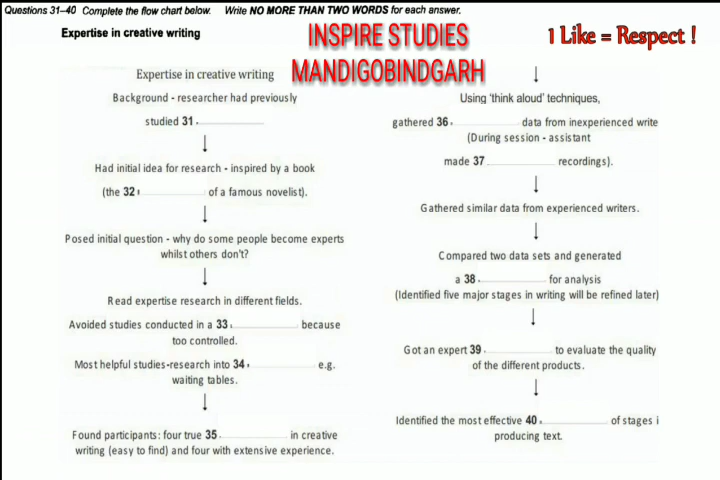 Questions 31–40 Complete the flow chart below. Write NO MORE THAN TWO WORDS for each answer.
Expertise in creative writing
INSPIRE STUDIES
MANDIGOBINDGARH
1 Like = Respect !
Expertise in creative writing
Background - researcher had previously
studied 31.
Had initial idea for research - inspired by a book
(the 32 of a famous novelist).
Posed initial question - why do some people become experts
whilst others don't?
Read expertise research in different fields.
Avoided studies conducted in a 33 because
too controlled.
Most helpful studies-research into 34 e.g.
waiting tables.
Found participants: four true 35. in creative
writing (easy to find) and four with extensive experience.
Using 'think aloud' techniques,
gathered 36. data from inexperienced write
(During session - assistant
made 37 recordings).
Gathered similar data from experienced writers.
Compared two data sets and generated
a 38. for analysis
(Identified five major stages in writing will be refined later)
Got an expert 39. to evaluate the quality
of the different products.
Identified the most effective 40. of stages i
producing text.